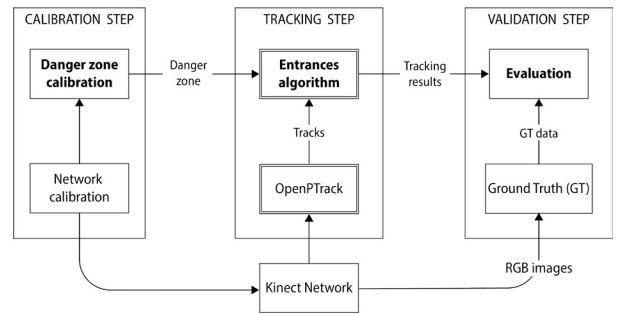 CALIBRATION STEP
TRACKING STEP
VALIDATION STEP
Danger zone
calibration
Danger
zone
Entrances
algorithm
Tracking
results
Evaluation
Tracks
GT data
Network
calibration
OpenPTrack
Ground Truth (GT)
Kinect Network
RGB images